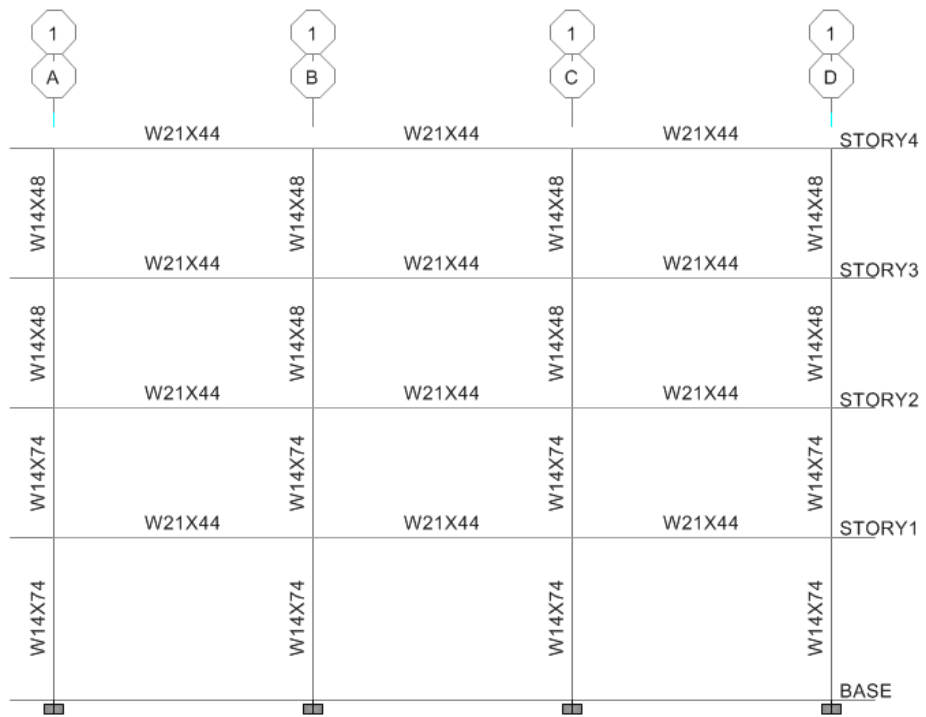 1 1 1 1
A B C D
W21X44 W21X44 W21X44
STORY4
W14X48 W14X48 W14X48 W14X48
W21X44 W21X44 W21X44
STORY3
W14X48 W14X48 W14X48 W14X48
W21X44 W21X44 W21X44
STORY2
W14X74 W14X74 W14X74 W14X74
W21X44 W21X44 W21X44
STORY1
W14X74 W14X74 W14X74 W14X74
BASE